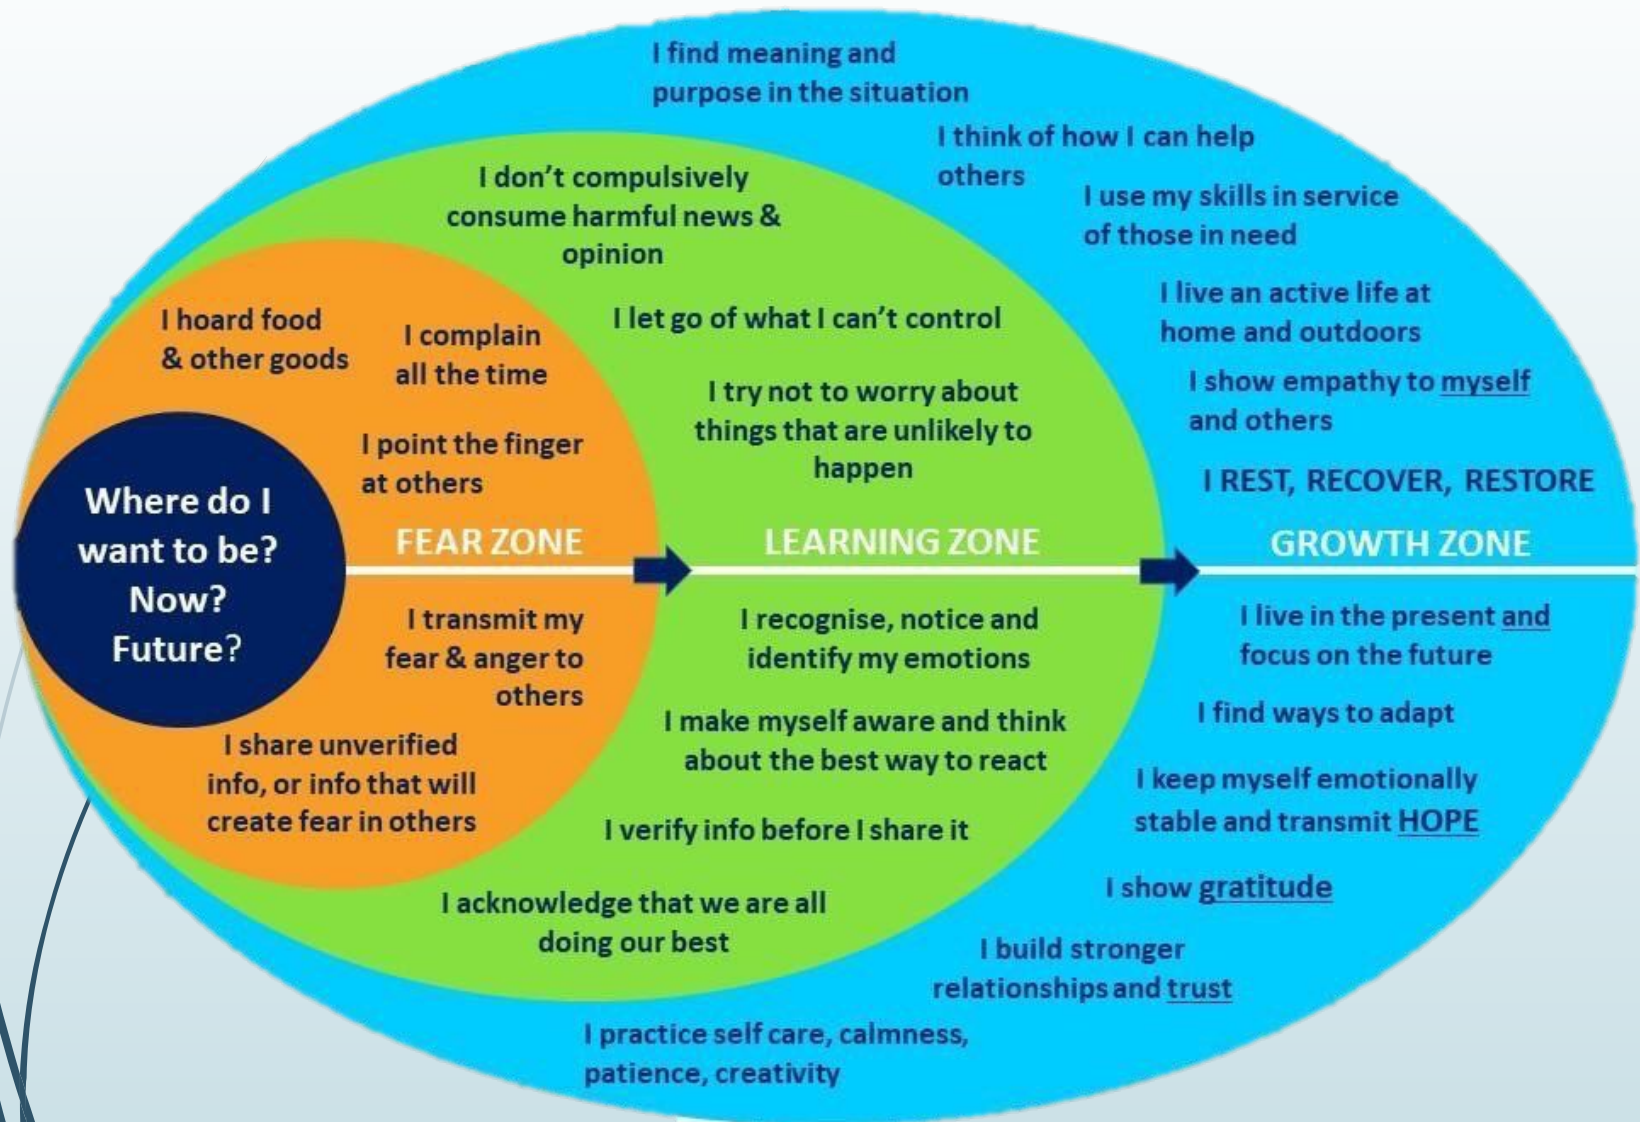 I find meaning and
purpose in the situation
I think of how I can help
others
I use my skills in service
of those in need
I live an active life at
home and outdoors
I show empathy to myself
and others
I REST, RECOVER, RESTORE
GROWTH ZONE
I live in the present and
focus on the future
I find ways to adapt
I keep myself emotionally
stable and transmit HOPE
I show gratitude
I build stronger
relationships and trust
I practice self care, calmness,
patience, creativity
I don't compulsively
consume harmful news &
opinion
I let go of what I can't control
I try not to worry about
things that are unlikely to
happen
LEARNING ZONE
I recognise, notice and
identify my emotions
I make myself aware and think
about the best way to react
I verify info before I share it
I acknowledge that we are all
doing our best
I hoard food
& other goods
I complain
all the time
I point the finger
at others
FEAR ZONE
I transmit my
fear & anger to
others
I share unverified
info, or info that will
create fear in others
Where do I
want to be?
Now?
Future?